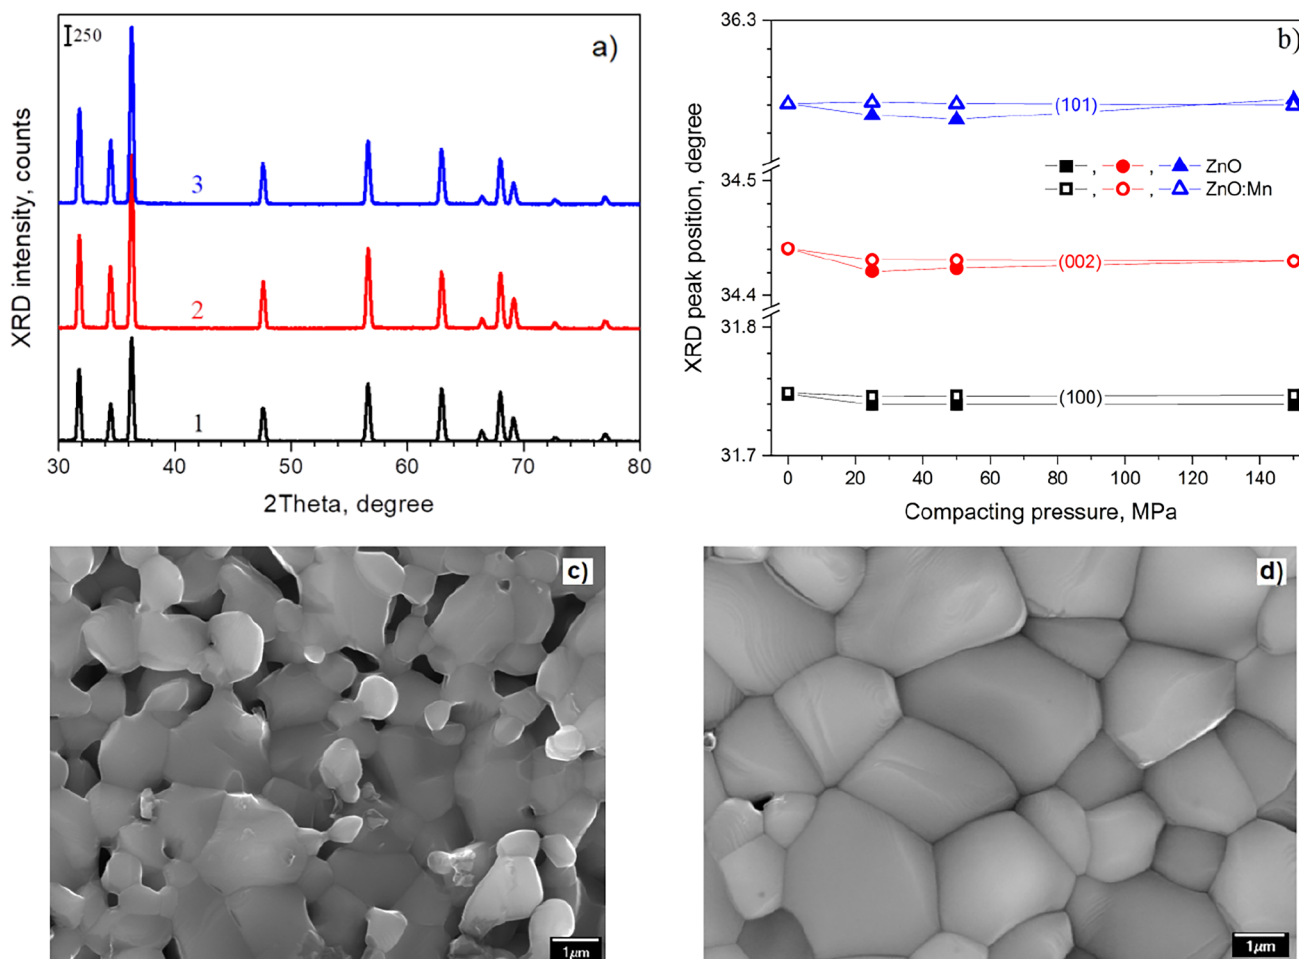 250
a)
3
2
1
XRD intensity, counts
30 40 50 60 70 80
2Theta, degree
b)
36.3
34.5
34.4
31.8
31.7
XRD peak position, degree
(101)
, , ZnO
, , ZnO:Mn
(002)
(100)
0 20 40 60 80 100 120 140
Compacting pressure, MPa
c)
1µm
d)
1µm